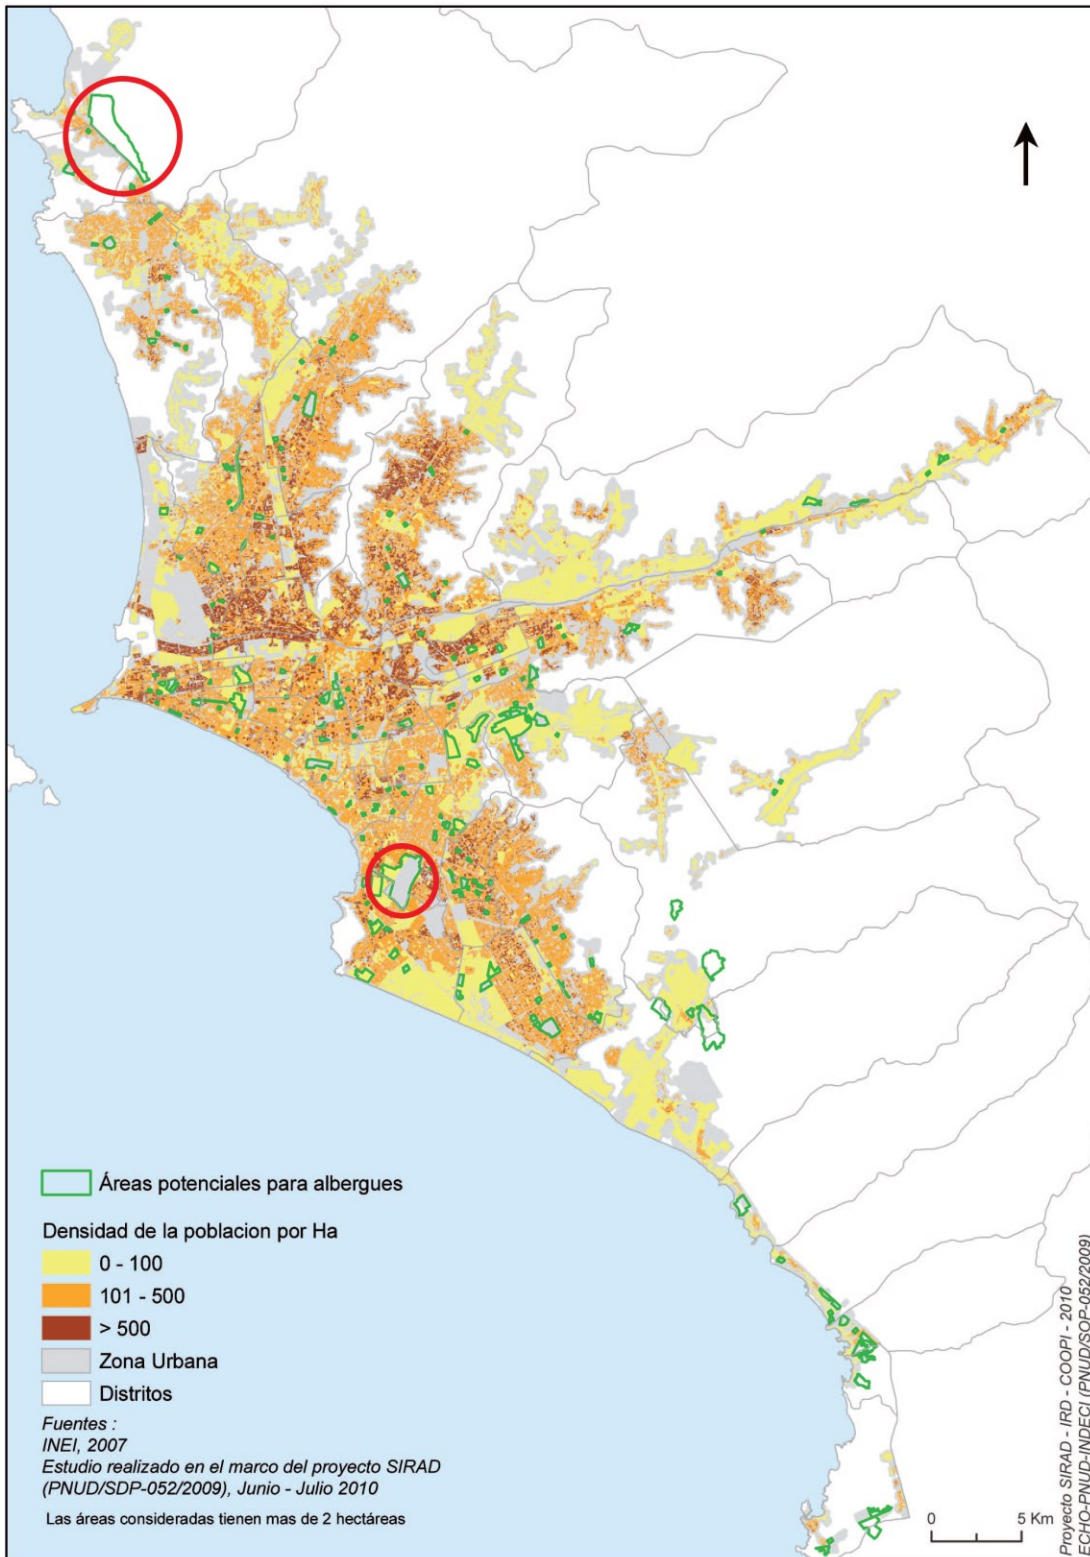 Áreas potenciales para albergues
Densidad de la poblacion por Ha
0 - 100
101 - 500
> 500
Zona Urbana
Distritos
Fuentes :
INEI, 2007
Estudio realizado en el marco del proyecto SIRAD
(PNUD/SDP-052/2009), Junio - Julio 2010
Las áreas consideradas tienen mas de 2 hectáreas
0 5 Km
Proyecto SIRAD - IRD - COOPI - 2010
ECHO-PNUD-INDECI (PNUD/SOP-052/2009)